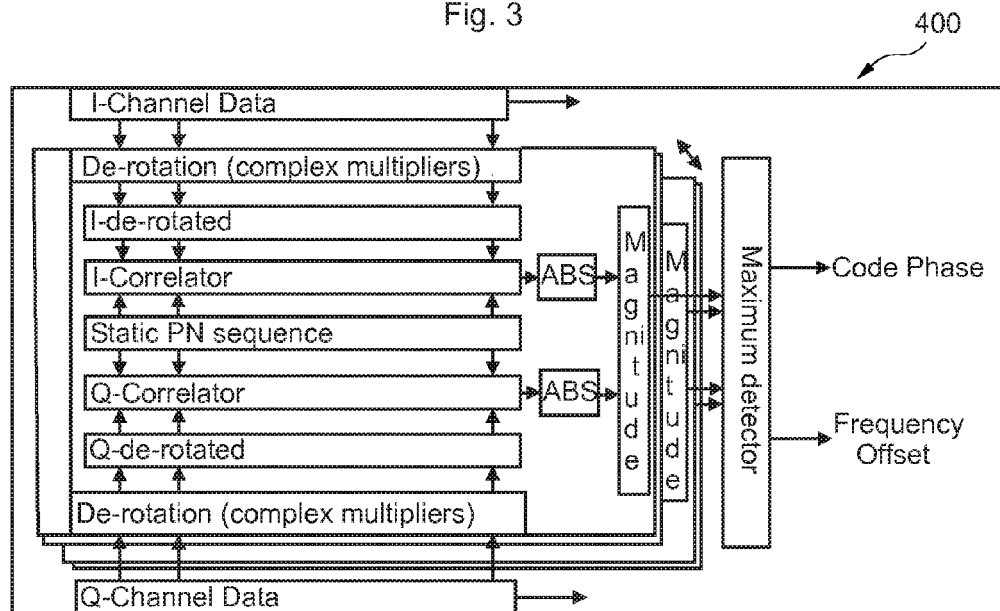 Fig. 3
400
I-Channel Data
De-rotation (complex multipliers)
I-de-rotated
I-Correlator
ABS
Static PN sequence
Q-Correlator
ABS
Q-de-rotated
De-rotation (complex multipliers)
Q-Channel Data
Magnitude
Magnitude
Maximum detector
Code Phase
Frequency
Offset